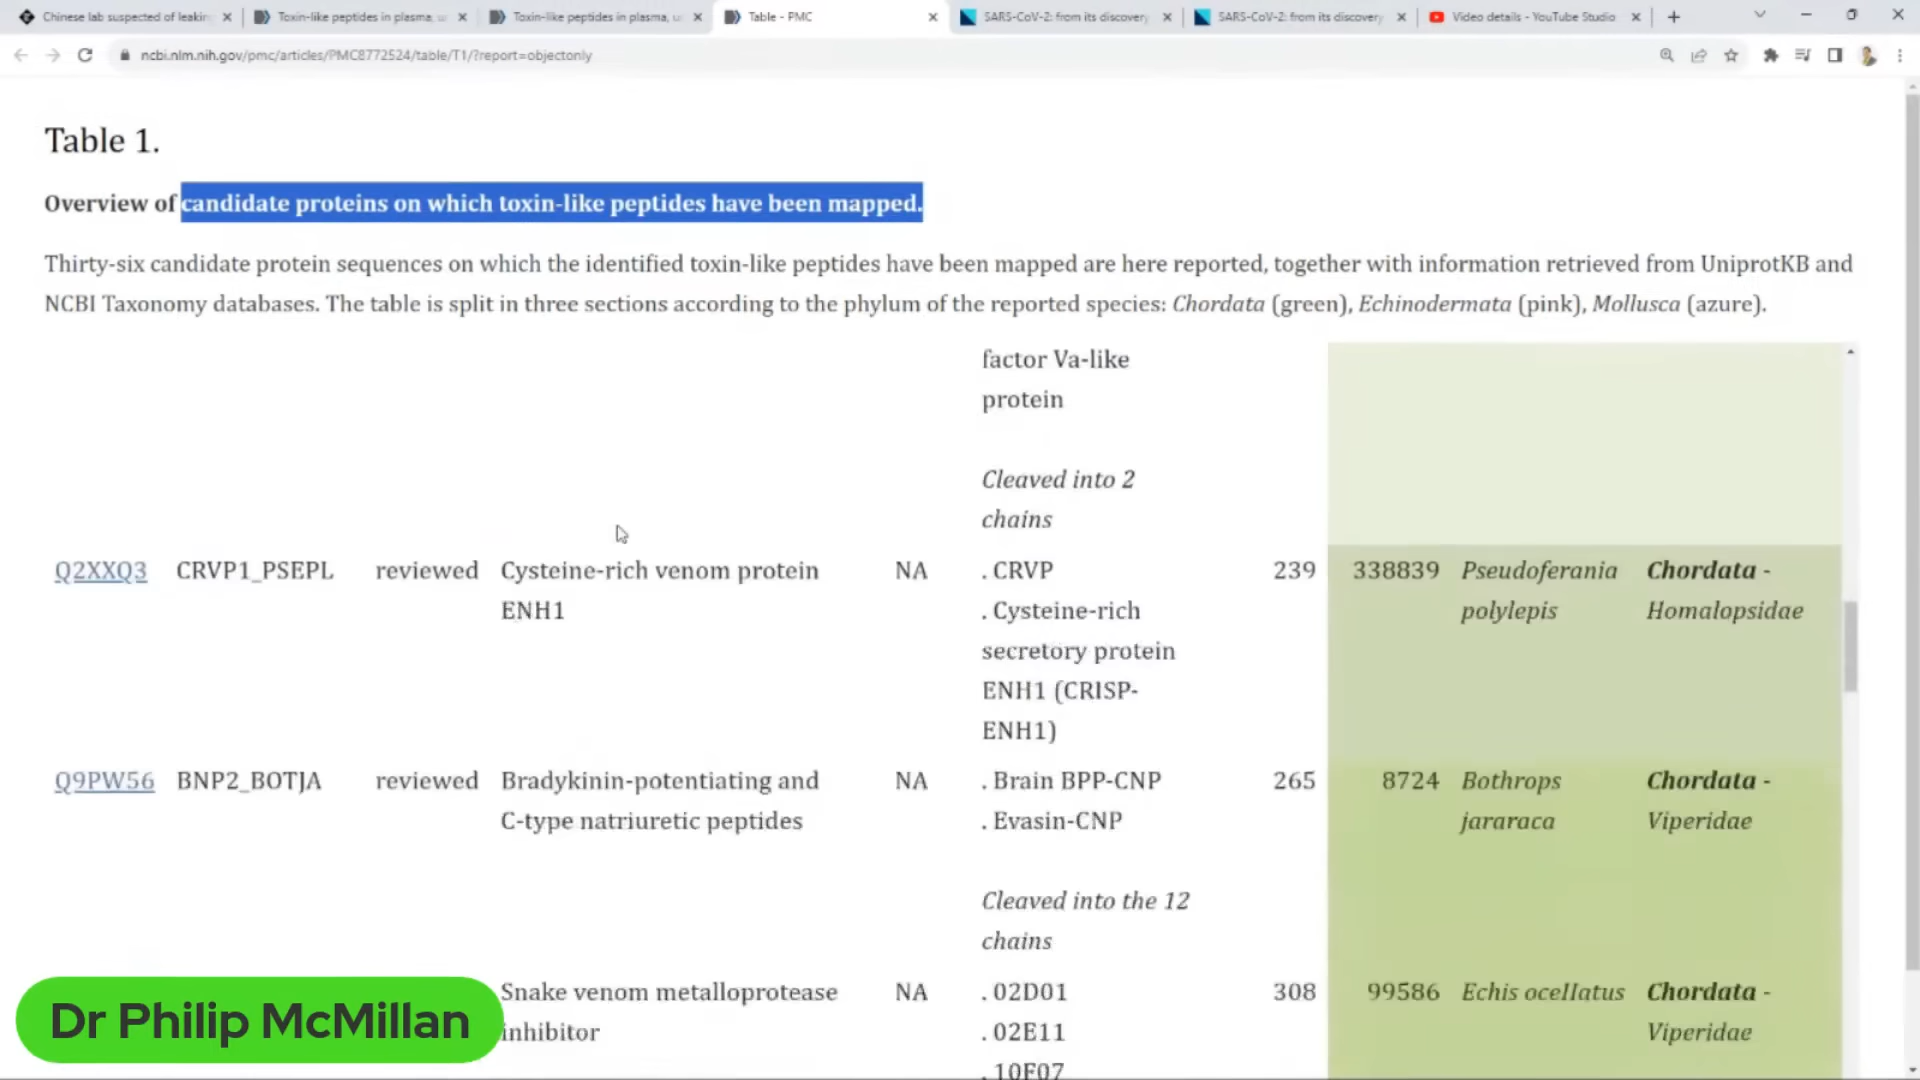 Chinese lab suspected of leakin
Toxin-like peptides in plasma, u
Toxin-like peptides in plasma, u
Table - PMC
SARS-CoV-2: from its discovery
SARS-CoV-2: from its discovery
Video details - YouTube Studio
ncbi.nlm.nih.gov/pmc/articles/PMC8772524/table/T1/?report=objectonly
Table 1.
Overview of candidate proteins on which toxin-like peptides have been mapped.
Thirty-six candidate protein sequences on which the identified toxin-like peptides have been mapped are here reported, together with information retrieved from UniprotKB and
NCBI Taxonomy databases. The table is split in three sections according to the phylum of the reported species: Chordata (green), Echinodermata (pink), Mollusca (azure).
factor Va-like
protein
Cleaved into 2
chains
Q2XXQ3 CRVP1_PSEPL reviewed Cysteine-rich venom protein NA . CRVP 239 338839 Pseudoferania Chordata -
ENH1 . Cysteine-rich polylepis Homalopsidae
secretory protein
ENH1 (CRISP-
ENH1)
Q9PW56 BNP2_BOTJA reviewed Bradykinin-potentiating and NA . Brain BPP-CNP 265 8724 Bothrops Chordata -
C-type natriuretic peptides . Evasin-CNP jararaca Viperidae
Cleaved into the 12
chains
Snake venom metalloprotease NA . 02D01 308 99586 Echis ocellatus Chordata -
inhibitor . 02E11 Viperidae
. 10F07
Dr Philip McMillan